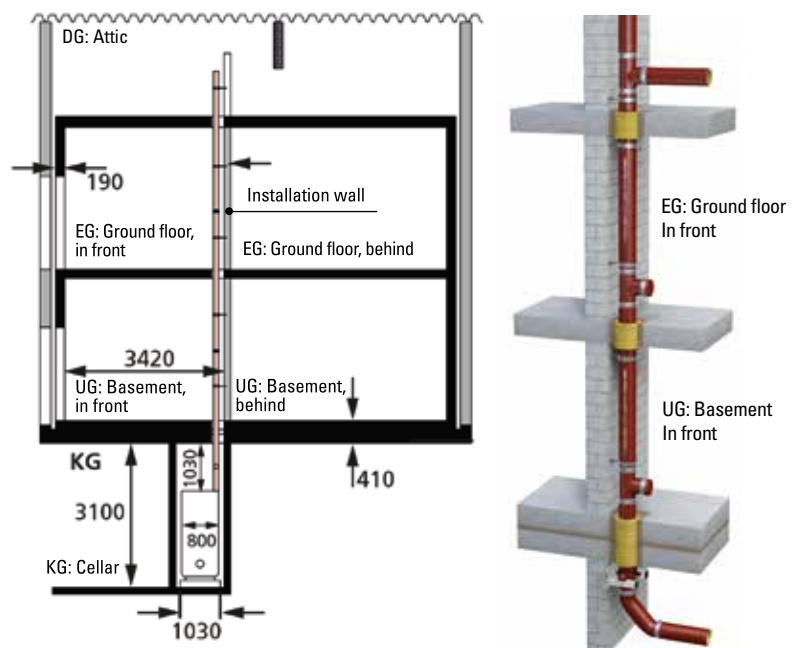 DG: Attic
190
Installation wall
EG: Ground floor,
in front
EG: Ground floor, behind
3420
UG: Basement,
in front
UG: Basement,
behind
KG
1030
410
3100
800
KG: Cellar
1030
EG: Ground floor
In front
UG: Basement
In front